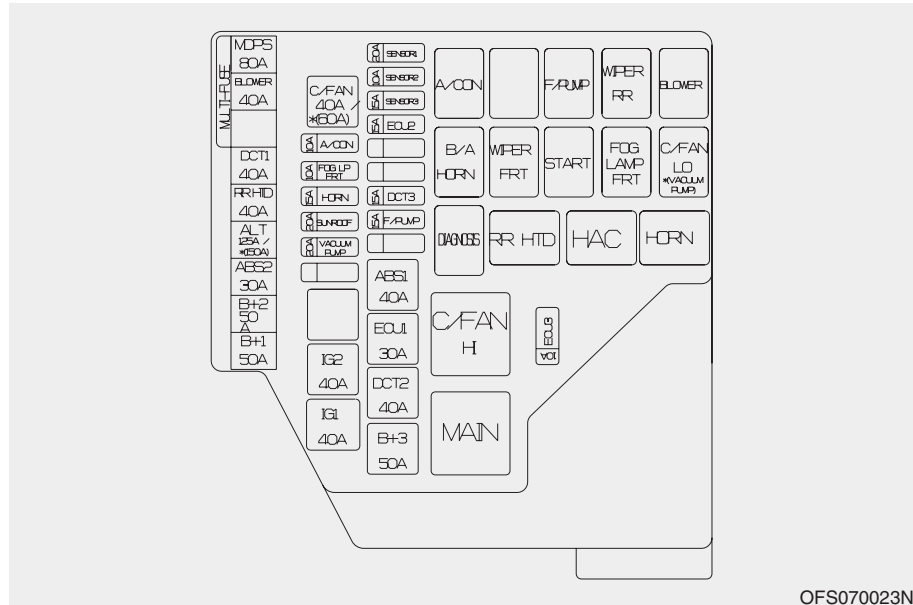 MULTI-FUSE
MDPS
80A
BLOWER
40A
DCT1
40A
RR HTD
40A
ALT
125A /
*(150A)
ABS2
30A
B+2
50
A
B+1
50A
C/FAN
40A /
*(60A)
10A A/CON
10A FOG LP
FRT
15A HORN
20A SUNROOF
20A VACUUM
PUMP
IG2
40A
IG1
40A
20A SENSOR1
10A SENSOR2
15A SENSOR3
15A ECU2
15A DCT3
15A F/PUMP
ABS1
40A
ECU1
30A
DCT2
40A
B+3
50A
A/CON
F/PUMP
WIPER
RR
BLOWER
B/A
HORN
WIPER
FRT
START
FOG
LAMP
FRT
C/FAN
LO
*(VACUUM
PUMP)
DIAGNOSIS
RR HTD
HAC
HORN
C/FAN
HI
ECU3
10A
MAIN
OFS070023N